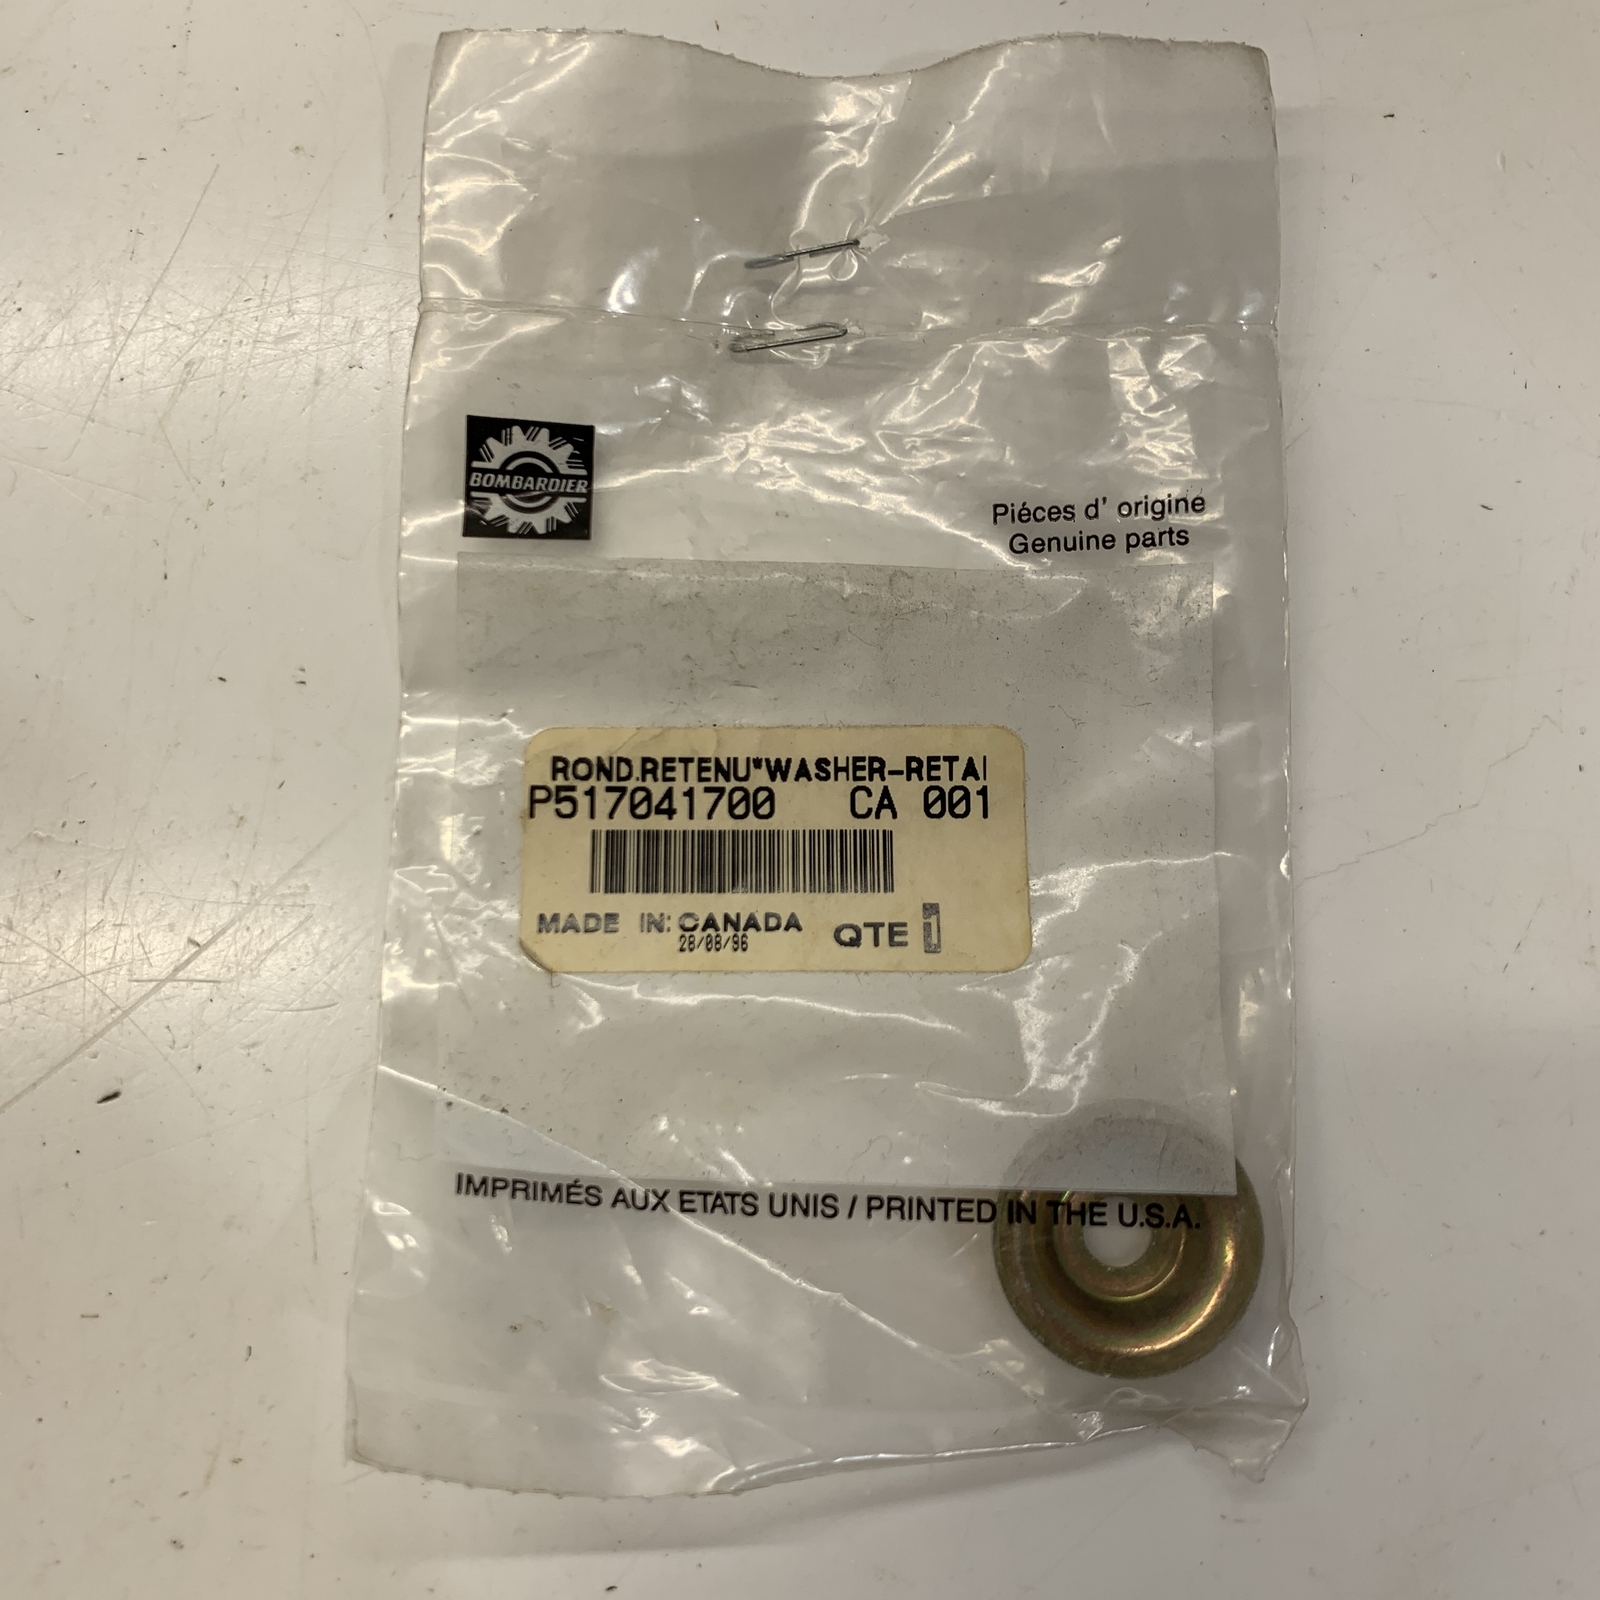 BOMBARDIER
Piéces d' origine
Genuine parts
ROND.RETENU*WASHER-RETAI
P517041700 CA 001
MADE IN: CANADA
28/08/96
QTE 1
IMPRIMÉS AUX ETATS UNIS / PRINTED IN THE U.S.A.